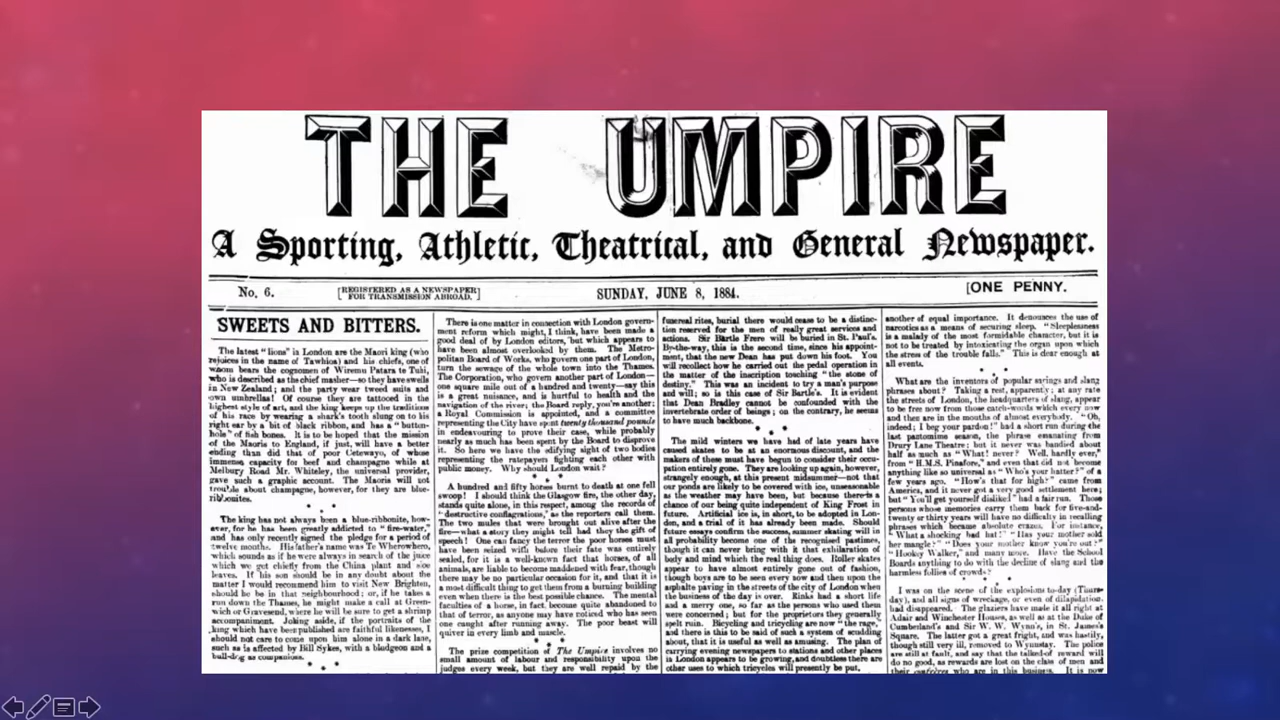 THE UMPIRE
A Sporting, Athletic, Theatrical, and General Newspaper.
No. 6.
[REGISTERED AS A NEWSPAPER
FOR TRANSMISSION ABROAD.]
SUNDAY, JUNE 8, 1884.
[ONE PENNY.
SWEETS AND BITTERS.
The latest "lions" in London are the Maori king (who
rejoices in the name of Tawhiao) and his chiefs, one of
whom bears the cognomen of Wiremu Patara te Tuhi,
who is described as the chief masher—so they have swells
in New Zealand; and the party wear tweed suits and
own umbrellas! Of course they are tattooed in the
highest style of art, and the king keeps up the traditions
of his race by wearing a shark's tooth slung on to his
right ear by a bit of black ribbon, and has a "button-
hole" of fish bones. It is to be hoped that the mission
of the Maoris to England, if just, will have a better
ending than did that of poor Cetewayo, of whose
immense capacity for beef and champagne while at
Melbury Road Mr. Whiteley, the universal provider,
gave such a graphic account. The Maoris will not
trouble about champagne, however, for they are blue-
ribbonites.
The king has not always been a blue-ribbonite, how-
ever, for he has been greatly addicted to "fire-water,"
and has only recently signed the pledge for a period of
twelve months. His father's name was Te Wherowhero,
which sounds as if he were always in search of the juice
which we get chiefly from the China plant and sloe
leaves. If his son should be in any doubt about the
matter I would recommend him to visit New Brighton,
should he be in that neighbourhood; or, if he takes a
run down the Thames, he might make a call at Green-
wich or Gravesend, where he will be sure to get a shrimp
accompaniment. Joking aside, if the portraits of the
king which have been published are faithful likenesses, I
should not care to come upon him alone in a dark lane,
such as is affected by Bill Sykes, with a bludgeon and a
bull-dog as companions.
There is one matter in connection with London govern-
ment reform which might, I think, have been made a
good deal of by London editors, but which appears to
have been almost overlooked by them. The Metro-
politan Board of Works, who govern one part of London,
turn the sewage of the whole town into the Thames.
The Corporation, who govern another part of London—
one square mile out of a hundred and twenty—say this
is a great nuisance, and is hurtful to health and the
navigation of the river; the Board reply, you're another;
a Royal Commission is appointed, and a committee
representing the City have spent twenty thousand pounds
in endeavouring to prove their case, while probably
nearly as much has been spent by the Board to disprove
it. So here we have the edifying sight of two bodies
representing the ratepayers fighting each other with
public money. Why should London wait?
A hundred and fifty horses burnt to death at one fell
swoop! I should think the Glasgow fire, the other day,
stands quite alone, in this respect, among the records of
"destructive conflagrations," as the reporters call them.
The two mules that were brought out alive after the
fire—what a story they might tell had they the gift of
speech! One can fancy the terror the poor horses must
have been seized with before their fate was entirely
sealed, for it is a well-known fact that horses, of all
animals, are liable to become maddened with fear, though
there may be no particular occasion for it, and that it is
a most difficult thing to get them from a burning building
even when there is the best possible chance. The mental
faculties of a horse, in fact, become quite abandoned to
that of terror, as anyone may have noticed who has seen
one caught after running away. The poor beast will
quiver in every limb and muscle.
The prize competition of The Umpire involves no
small amount of labour and responsibility upon the
judges every week, but they are well repaid by the
funereal rites, burial there would cease to be a distinc-
tion reserved for the men of really great services and
actions. Sir Bartle Frere will be buried in St. Paul's.
By-the-way, this is the second time, since his appoint-
ment, that the new Dean has put down his foot. You
will recollect how he carried out the pedal operation in
the matter of the inscription touching "the stone of
destiny." This was an incident to try a man's purpose
and will; so is this case of Sir Bartle's. It is evident
that Dean Bradley cannot be confounded with the
invertebrate order of beings; on the contrary, he seems
to have much backbone.
The mild winters we have had of late years have
caused skates to be at an enormous discount, and the
makers of these must have begun to consider their occu-
pation entirely gone. They are looking up again, however,
strangely enough, at this present midsummer—not that
our ponds are likely to be covered with ice, unseasonable
as the weather may have been, but because there is a
chance of our being quite independent of King Frost in
future. Artificial ice is, in short, to be adopted in Lon-
don, and a trial of it has already been made. Should
future essays confirm the success, summer skating will in
all probability become one of the recognised pastimes,
though it can never bring with it that exhilaration of
body and mind which the real thing does. Roller skates
appear to have almost entirely gone out of fashion,
though boys are to be seen every now and then upon the
asphalte paving in the streets of the city of London when
the business of the day is over. Rinks had a short life
and a merry one, so far as the persons who used them
were concerned; but for the proprietors they generally
spelt ruin. Bicycling and tricycling are now "the rage,"
and there is this to be said of such a system of scudding
about, that it is useful as well as amusing. The plan of
carrying evening newspapers to stations and other places
in London appears to be growing, and doubtless there are
other uses to which tricycles will presently be put.
another of equal importance. It denounces the use of
narcotics as a means of securing sleep. "Sleeplessness
is a malady of the most formidable character, but it is
not to be treated by intoxicating the organ upon which
the stress of the trouble falls." This is clear enough at
all events.
What are the inventors of popular sayings and slang
phrases about? Taking a rest, apparently; at any rate
the streets of London, the headquarters of slang, appear
to be free now from those catch-words which every now
and then are in the mouths of almost everybody. "Oh,
indeed; I beg your pardon!" had a short run during the
last pantomime season, the phrase emanating from
Drury Lane Theatre; but it never was bandied about
half as much as "What! never? Well, hardly ever,"
from "H.M.S. Pinafore," and even that did not become
anything like so universal as "Who's your hatter?" of a
few years ago. "How's that for high?" came from
America, and it never got a very good settlement here;
but "You'll get yourself disliked" had a fair run. Those
persons whose memories carry them back for five-and-
twenty or thirty years will have no difficulty in recalling
phrases which became absolute crazes. For instance,
"What a shocking bad hat!" "Has your mother sold
her mangle?" "Does your mother know you're out?"
"Hookey Walker," and many more. Have the School
Boards anything to do with the decline of slang and the
harmless follies of crowds?
I was on the scene of the explosions to-day (Thurs-
day), and all signs of wreckage, or even of dilapidation,
had disappeared. The glaziers have made it all right at
Adair and Winchester Houses, as well as at the Duke of
Cumberland's and Sir W. W. Wynn's, in St. James's
Square. The latter got a great fright, and was hastily,
though still very ill, removed to Wynnstay. The police
are still at fault, and say that the talked-of reward will
do no good, as rewards are lost on the class of men and
their confrères who are in this business. It is now